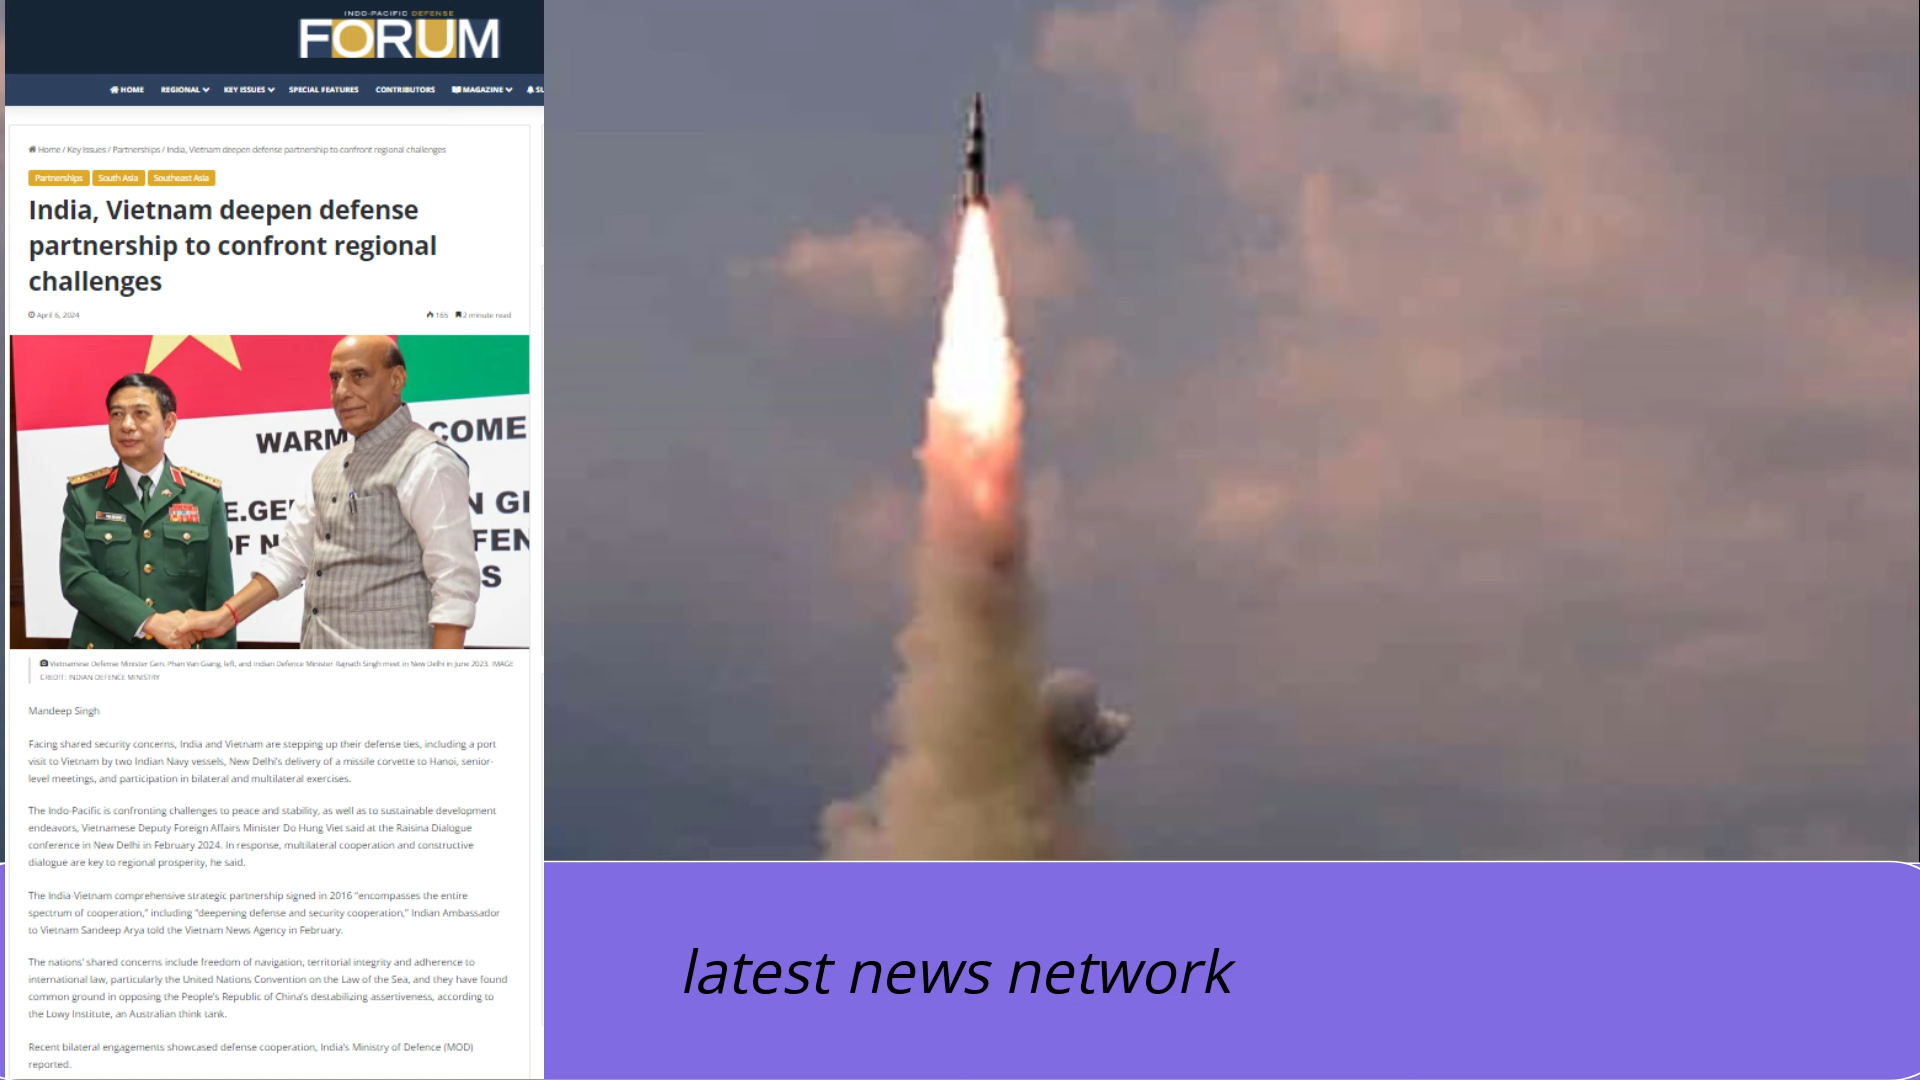 INDO-PACIFIC DEFENSE
FORUM
HOME REGIONAL KEY ISSUES SPECIAL FEATURES CONTRIBUTORS MAGAZINE
Home / Key Issues / Partnerships / India, Vietnam deepen defense partnership to confront regional challenges
Partnerships South Asia Southeast Asia
India, Vietnam deepen defense
partnership to confront regional
challenges
April 6, 2024 165 2 minute read
WARM COME
E.GE N GI
OF N FEN
S
Vietnamese Defense Minister Gen. Phan Van Giang, left, and Indian Defence Minister Rajnath Singh meet in New Delhi in June 2023. IMAGE
CREDIT: INDIAN DEFENCE MINISTRY
Mandeep Singh
Facing shared security concerns, India and Vietnam are stepping up their defense ties, including a port
visit to Vietnam by two Indian Navy vessels, New Delhi's delivery of a missile corvette to Hanoi, senior-
level meetings, and participation in bilateral and multilateral exercises.
The Indo-Pacific is confronting challenges to peace and stability, as well as to sustainable development
endeavors, Vietnamese Deputy Foreign Affairs Minister Do Hung Viet said at the Raisina Dialogue
conference in New Delhi in February 2024. In response, multilateral cooperation and constructive
dialogue are key to regional prosperity, he said.
The India-Vietnam comprehensive strategic partnership signed in 2016 “encompasses the entire
spectrum of cooperation,” including “deepening defense and security cooperation,” Indian Ambassador
to Vietnam Sandeep Arya told the Vietnam News Agency in February.
The nations' shared concerns include freedom of navigation, territorial integrity and adherence to
international law, particularly the United Nations Convention on the Law of the Sea, and they have found
common ground in opposing the People's Republic of China's destabilizing assertiveness, according to
the Lowy Institute, an Australian think tank.
Recent bilateral engagements showcased defense cooperation, India's Ministry of Defence (MOD)
reported.
latest news network